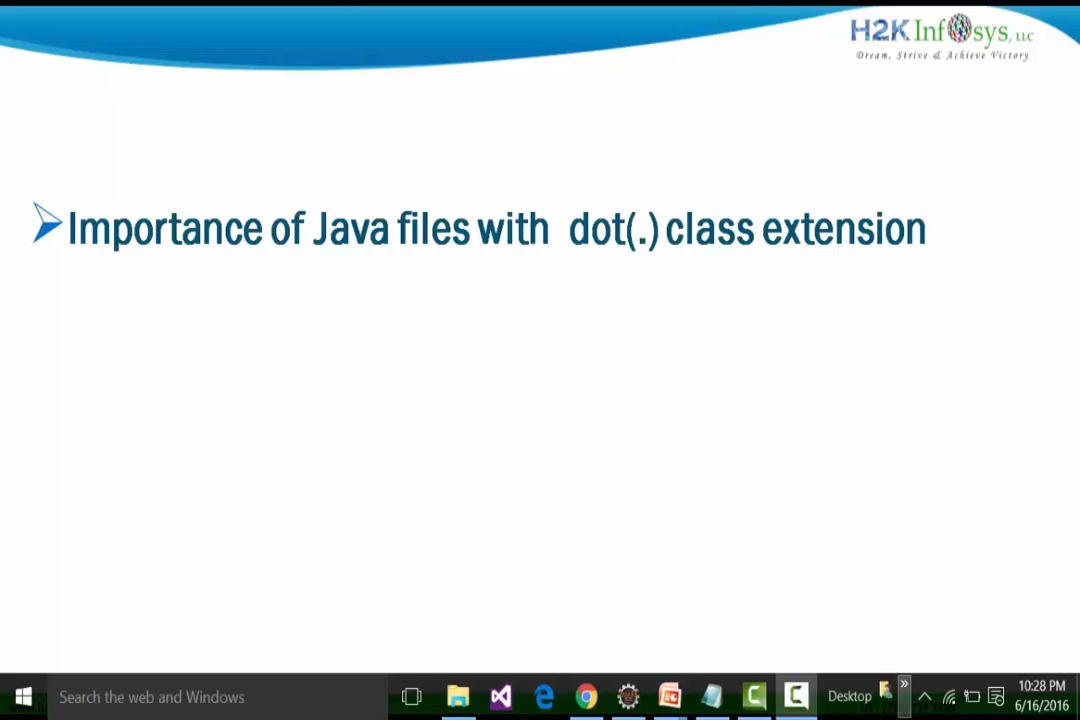 H2K Infosys, LLC
Dream, Strive & Achieve Victory
Importance of Java files with dot(.) class extension
Search the web and Windows
Desktop
10:28 PM
6/16/2016